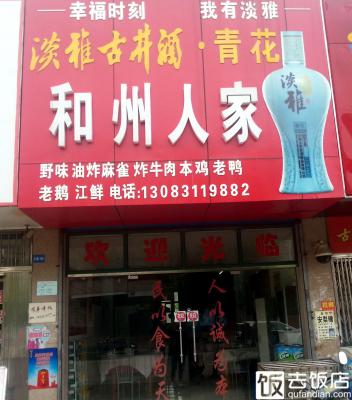 幸福时刻 我有淡雅
淡雅古井酒·青花
淡雅
和州人家
野味 油炸麻雀 炸牛肉本鸡 老鸭
老鹅 江鲜 电话:13083119882
欢迎光临
民以食为天
人以诚为本
饭去饭店
qufandian.com